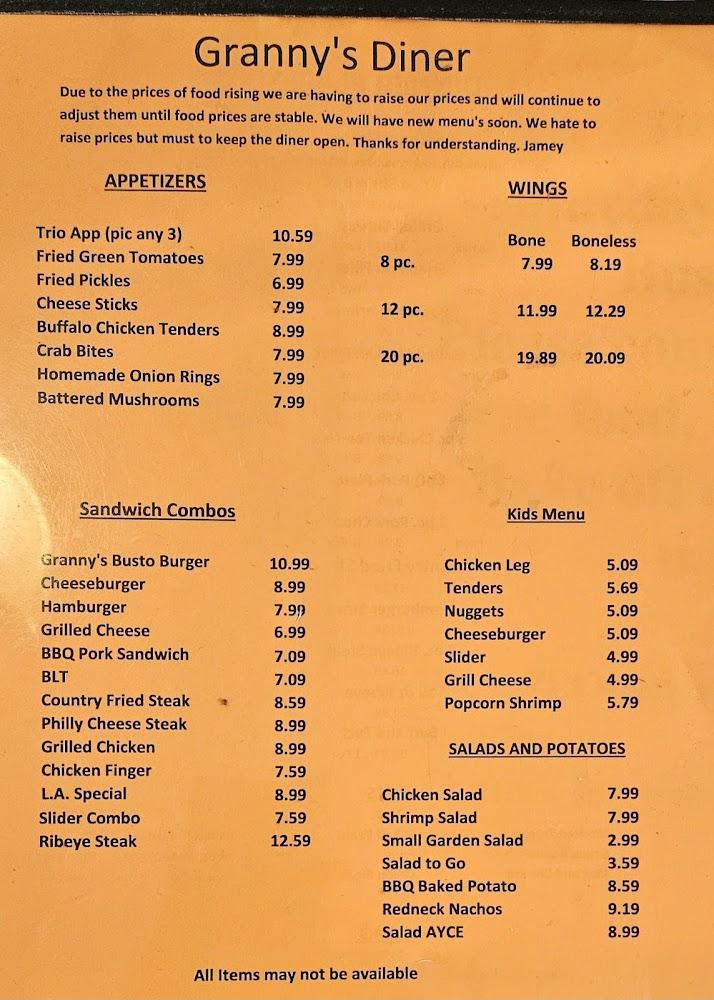 Granny's Diner
Due to the prices of food rising we are having to raise our prices and will continue to
adjust them until food prices are stable. We will have new menu's soon. We hate to
raise prices but must to keep the diner open. Thanks for understanding. Jamey
APPETIZERS
Trio App (pic any 3) 10.59
Fried Green Tomatoes 7.99
Fried Pickles 6.99
Cheese Sticks 7.99
Buffalo Chicken Tenders 8.99
Crab Bites 7.99
Homemade Onion Rings 7.99
Battered Mushrooms 7.99
WINGS
Bone Boneless
8 pc. 7.99 8.19
12 pc. 11.99 12.29
20 pc. 19.89 20.09
Sandwich Combos
Granny's Busto Burger 10.99
Cheeseburger 8.99
Hamburger 7.99
Grilled Cheese 6.99
BBQ Pork Sandwich 7.09
BLT 7.09
Country Fried Steak 8.59
Philly Cheese Steak 8.99
Grilled Chicken 8.99
Chicken Finger 7.59
L.A. Special 8.99
Slider Combo 7.59
Ribeye Steak 12.59
Kids Menu
Chicken Leg 5.09
Tenders 5.69
Nuggets 5.09
Cheeseburger 5.09
Slider 4.99
Grill Cheese 4.99
Popcorn Shrimp 5.79
SALADS AND POTATOES
Chicken Salad 7.99
Shrimp Salad 7.99
Small Garden Salad 2.99
Salad to Go 3.59
BBQ Baked Potato 8.59
Redneck Nachos 9.19
Salad AYCE 8.99
All Items may not be available